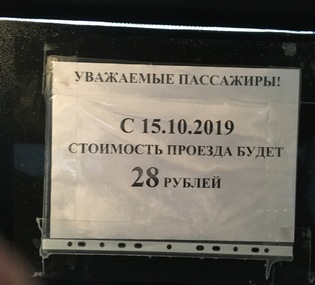 УВАЖАЕМЫЕ ПАССАЖИРЫ!
С 15.10.2019
СТОИМОСТЬ ПРОЕЗДА БУДЕТ
28 РУБЛЕЙ